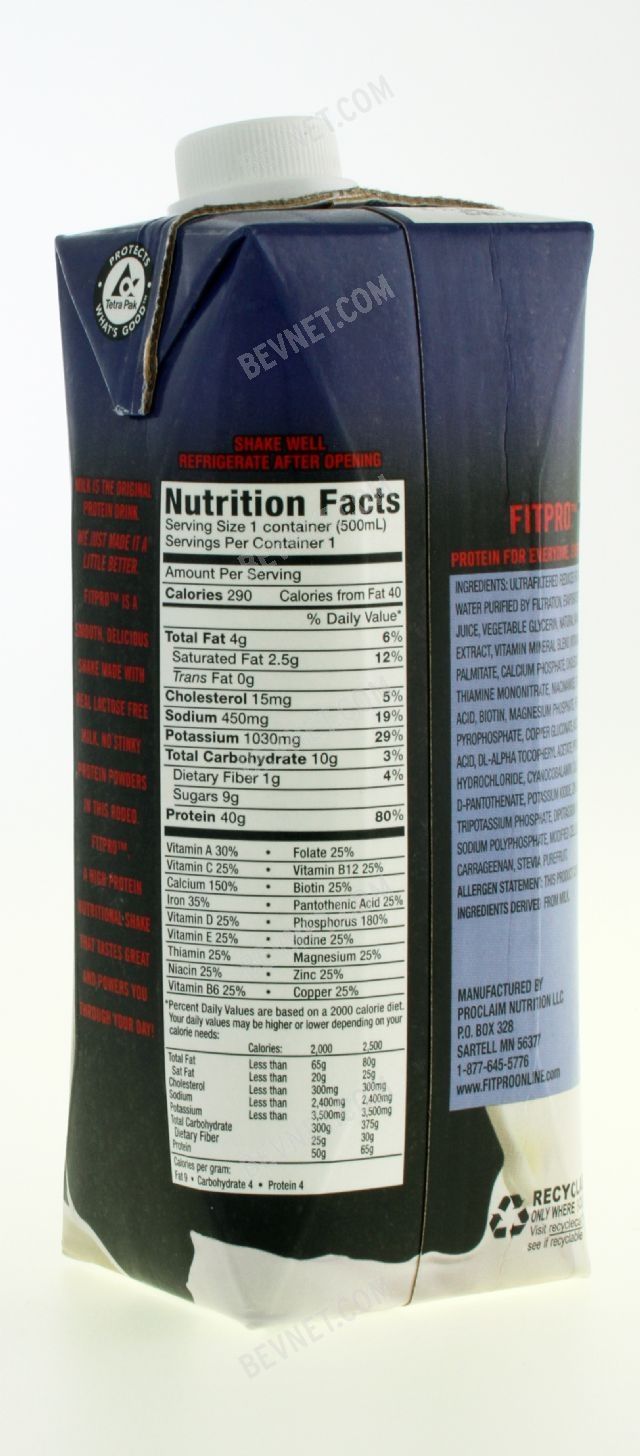 PROTECTS
Tetra Pak
WHAT'S GOOD
SHAKE WELL
REFRIGERATE AFTER OPENING
MILK IS THE ORIGINAL
PROTEIN DRINK.
WE JUST MADE IT A
LITTLE BETTER.
FITPRO™ IS A
SMOOTH, DELICIOUS
SHAKE MADE WITH
REAL LACTOSE FREE
MILK, NO STINKY
PROTEIN POWDERS
IN THIS RODEO.
FITPRO™,
A HIGH PROTEIN
NUTRITIONAL SHAKE
THAT TASTES GREAT
AND POWERS YOU
THROUGH YOUR DAY!
Nutrition Facts
Serving Size 1 container (500mL)
Servings Per Container 1
Amount Per Serving
Calories 290 Calories from Fat 40
% Daily Value*
Total Fat 4g 6%
Saturated Fat 2.5g 12%
Trans Fat 0g
Cholesterol 15mg 5%
Sodium 450mg 19%
Potassium 1030mg 29%
Total Carbohydrate 10g 3%
Dietary Fiber 1g 4%
Sugars 9g
Protein 40g 80%
Vitamin A 30% • Folate 25%
Vitamin C 25% • Vitamin B12 25%
Calcium 150% • Biotin 25%
Iron 35% • Pantothenic Acid 25%
Vitamin D 25% • Phosphorus 180%
Vitamin E 25% • Iodine 25%
Thiamin 25% • Magnesium 25%
Niacin 25% • Zinc 25%
Vitamin B6 25% • Copper 25%
*Percent Daily Values are based on a 2000 calorie diet.
Your daily values may be higher or lower depending on your
calorie needs:
Calories: 2,000 2,500
Total Fat Less than 65g 80g
Sat Fat Less than 20g 25g
Cholesterol Less than 300mg 300mg
Sodium Less than 2,400mg 2,400mg
Potassium Less than 3,500mg 3,500mg
Total Carbohydrate 300g 375g
Dietary Fiber 25g 30g
Protein 50g 65g
Calories per gram:
Fat 9 • Carbohydrate 4 • Protein 4
FITPRO™
PROTEIN FOR EVERYONE,
INGREDIENTS: ULTRAFILTERED
WATER PURIFIED BY FILTRATION,
JUICE, VEGETABLE GLYCERIN, NATURAL
EXTRACT, VITAMIN MINERAL BLEND
PALMITATE, CALCIUM PHOSPHATE,
THIAMINE MONONITRATE, NIACINAMIDE
ACID, BIOTIN, MAGNESIUM PHOSPHATE,
PYROPHOSPHATE, COPPER GLUCONATE,
ACID, DL-ALPHA TOCOPHERYL ACETATE,
HYDROCHLORIDE, CYANOCOBALAMIN
D-PANTOTHENATE, POTASSIUM IODIDE,
TRIPOTASSIUM PHOSPHATE,
SODIUM POLYPHOSPHATE, MODIFIED
CARRAGEENAN, STEVIA
ALLERGEN STATEMENT: THIS PRODUCT
INGREDIENTS DERIVED FROM MILK.
MANUFACTURED BY
PROCLAIM NUTRITION LLC
P.O. BOX 328
SARTELL MN 56377
1-877-645-5776
WWW.FITPROONLINE.com
RECYCLA
ONLY WHERE
Visit recyclec
see if recyclable
BEVNET.COM
BEVNET.COM
BEVNET.COM